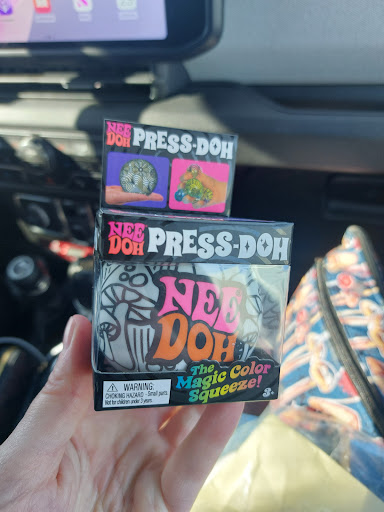 NEE
DOH PRESS-DOH
NEE
DOH PRESS-DOH
NEE
DOH
The
Magic Color
Squeeze!
WARNING:
CHOKING HAZARD - Small parts.
Not for children under 3 years.
3+